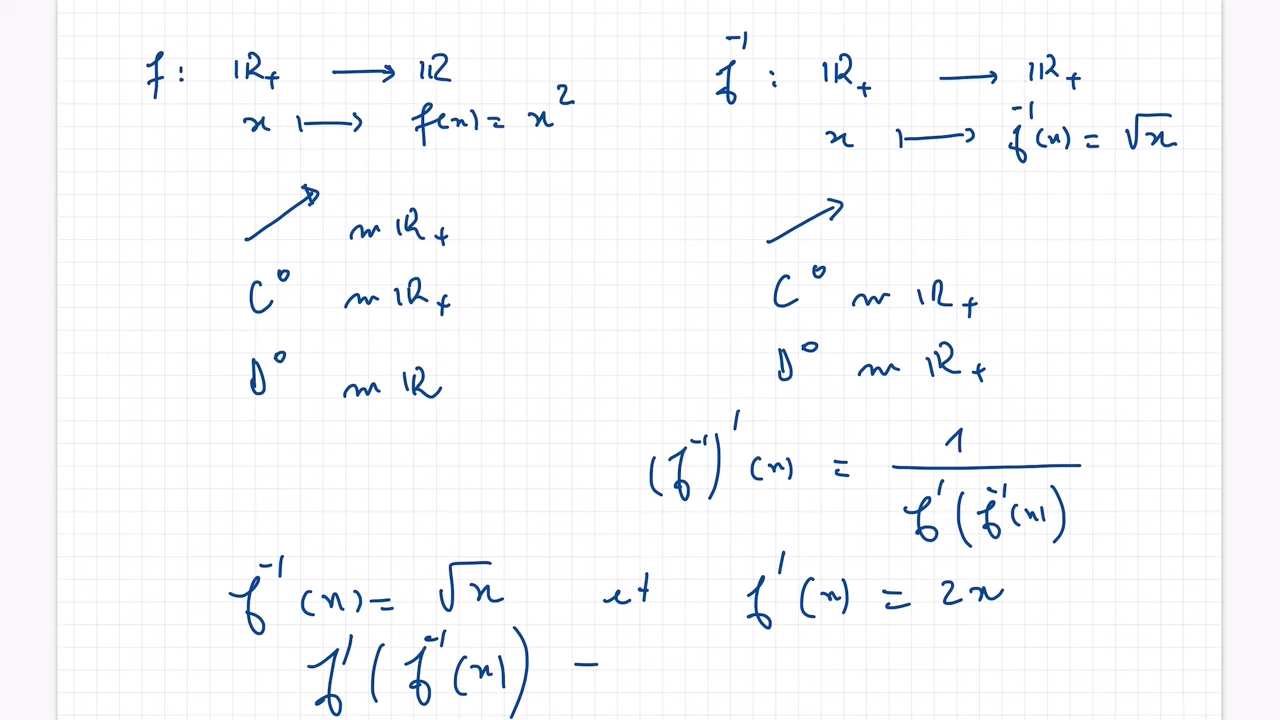 f : ℝ₊ ⟶ ℝ
x ⟼ f(x) = x²
↗ sur ℝ₊
C⁰ sur ℝ₊
D⁰ sur ℝ
f⁻¹ : ℝ₊ ⟶ ℝ₊
x ⟼ f⁻¹(x) = √x
↗
C⁰ sur ℝ₊
D⁰ sur ℝ₊
(f⁻¹)'(x) = 1 / f'(f⁻¹(x))
f⁻¹(x) = √x et f'(x) = 2x
f'(f⁻¹(x)) =